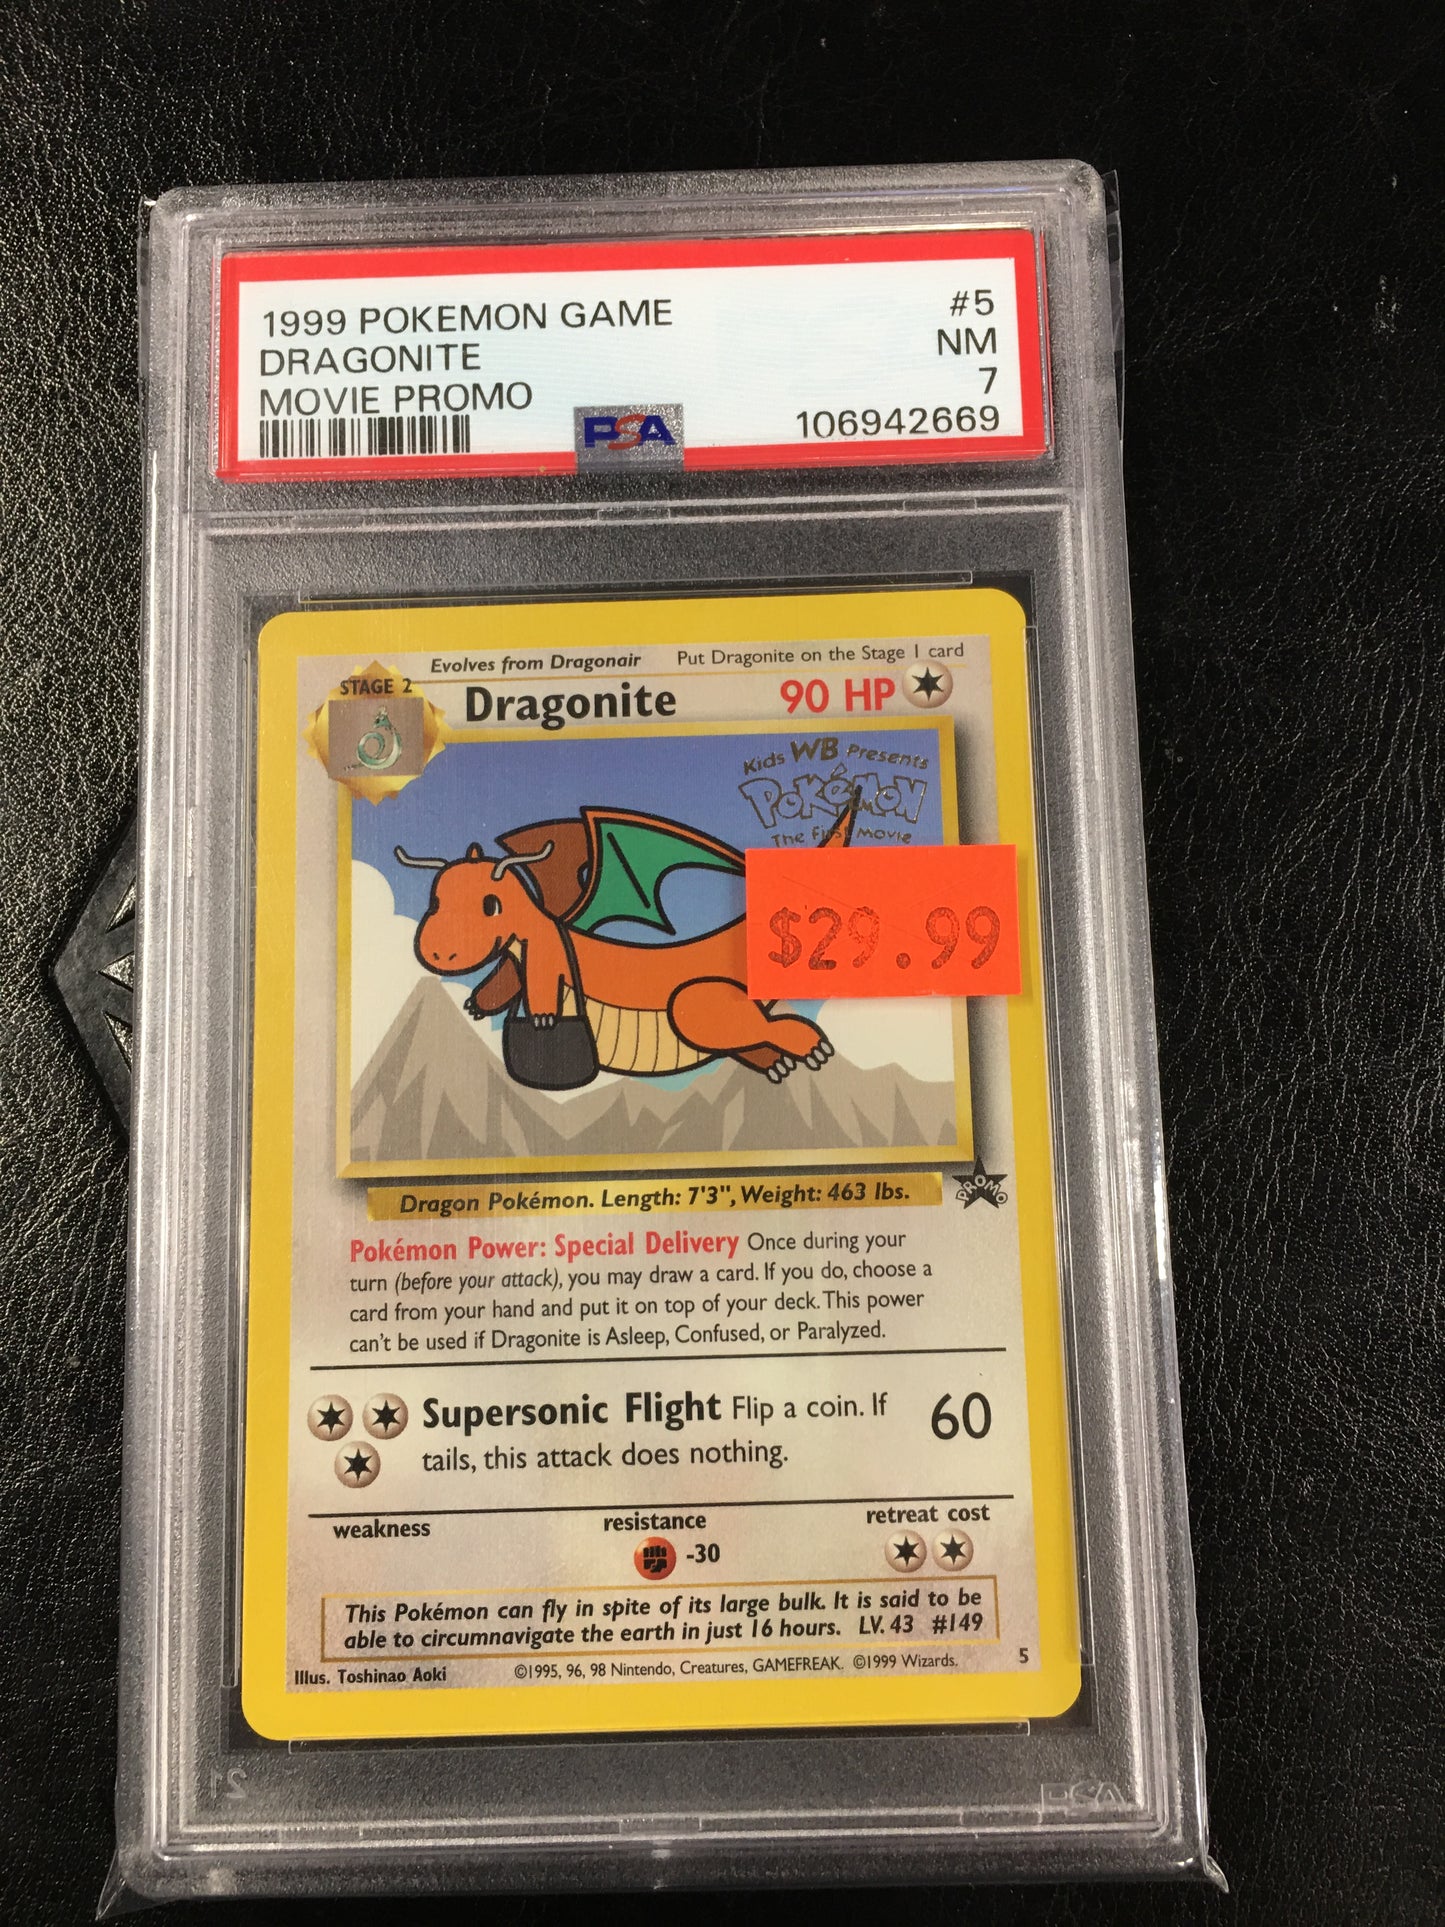 1999 POKEMON GAME
#5
DRAGONITE
NM
MOVIE PROMO
7
PSA
106942669
Evolves from Dragonair
Put Dragonite on the Stage 1 card
STAGE 2
Dragonite
90 HP
Kids WB Presents
POKéMON
The First Movie
$29.99
Dragon Pokémon. Length: 7'3", Weight: 463 lbs.
PROMO
Pokémon Power: Special Delivery Once during your
turn (before your attack), you may draw a card. If you do, choose a
card from your hand and put it on top of your deck. This power
can't be used if Dragonite is Asleep, Confused, or Paralyzed.
Supersonic Flight Flip a coin. If
60
tails, this attack does nothing.
weakness
resistance
retreat cost
-30
This Pokémon can fly in spite of its large bulk. It is said to be
able to circumnavigate the earth in just 16 hours. LV. 43 #149
Illus. Toshinao Aoki
©1995, 96, 98 Nintendo, Creatures, GAMEFREAK. ©1999 Wizards.
5
PSA